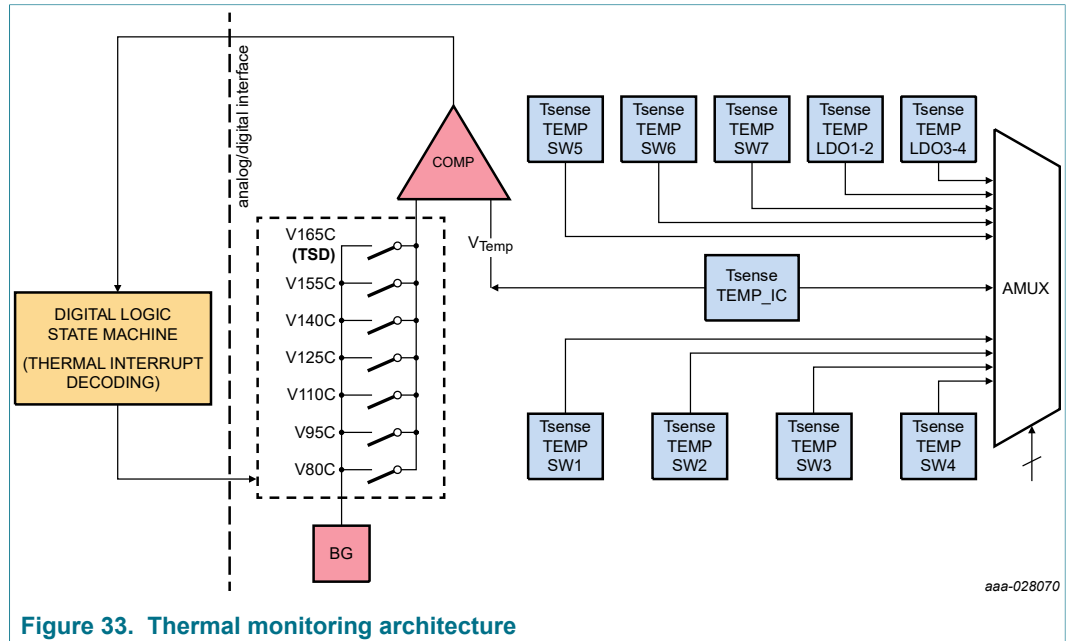 analog/digital interface
COMP
Tsense
TEMP
SW5
Tsense
TEMP
SW6
Tsense
TEMP
SW7
Tsense
TEMP
LDO1-2
Tsense
TEMP
LDO3-4
V165C
(TSD)
V155C
V140C
V125C
V110C
V95C
V80C
VTemp
Tsense
TEMP_IC
AMUX
DIGITAL LOGIC
STATE MACHINE
(THERMAL INTERRUPT
DECODING)
Tsense
TEMP
SW1
Tsense
TEMP
SW2
Tsense
TEMP
SW3
Tsense
TEMP
SW4
BG
aaa-028070
Figure 33. Thermal monitoring architecture